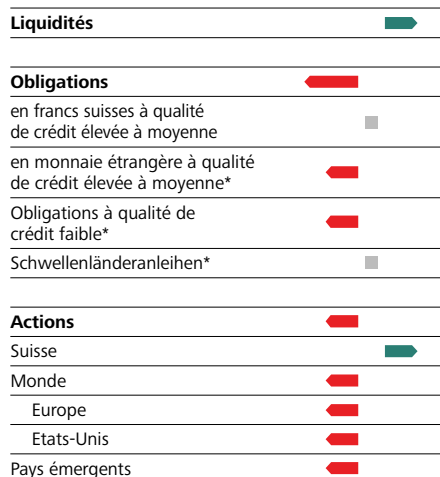 Liquidités
Obligations
en francs suisses à qualité
de crédit élevée à moyenne
en monnaie étrangère à qualité
de crédit élevée à moyenne*
Obligations à qualité de
crédit faible*
Schwellenländeranleihen*
Actions
Suisse
Monde
Europe
Etats-Unis
Pays émergents